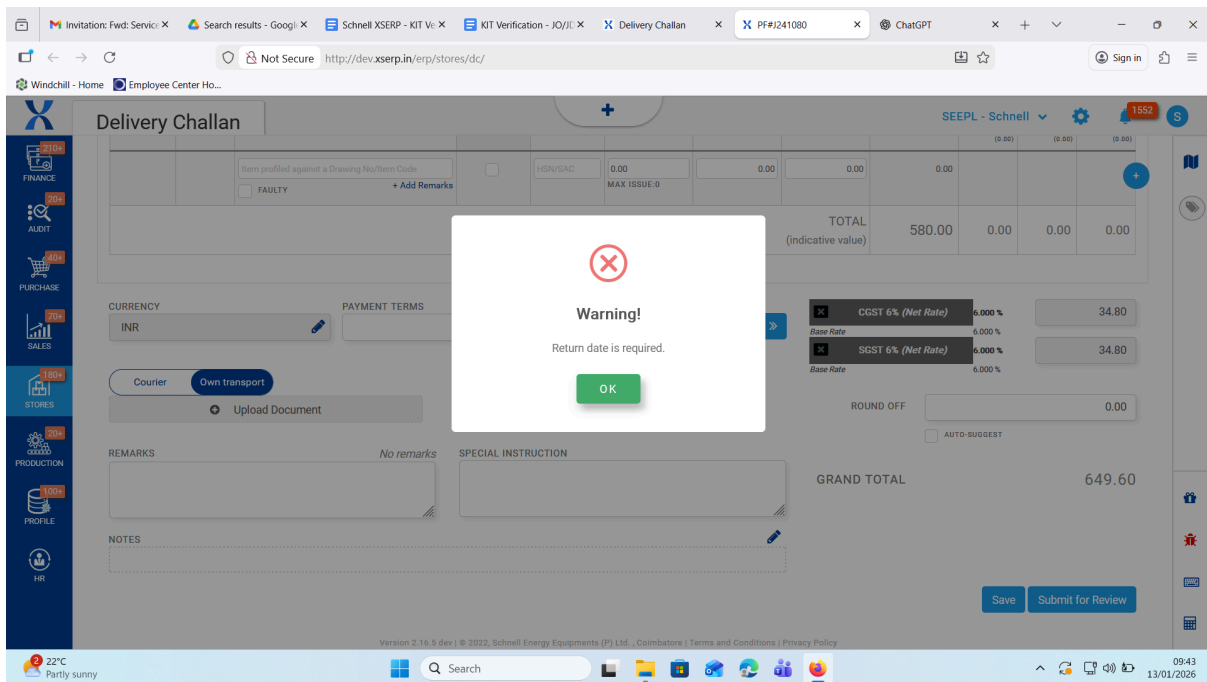 Invitation: Fwd: Service
Search results - Googl
Schnell XSERP - KIT Ve
KIT Verification - JO/JD
Delivery Challan
PF#J241080
ChatGPT
Not Secure http://dev.xserp.in/erp/stores/dc/
Sign in
Windchill - Home
Employee Center Ho...
Delivery Challan
SEEPL - Schnell
1552
S
210+
FINANCE
20+
AUDIT
40+
PURCHASE
70+
SALES
180+
STORES
20+
PRODUCTION
100+
PROFILE
HR
(0.00) (0.00) (0.00)
Item profiled against a Drawing No/Item Code
HSN/SAC
0.00 0.00 0.00 0.00
FAULTY
+ Add Remarks
MAX ISSUE:0
TOTAL
(indicative value)
580.00 0.00 0.00 0.00
Warning!
Return date is required.
OK
CURRENCY
INR
PAYMENT TERMS
CGST 6% (Net Rate) 6.000 % 34.80
Base Rate 6.000 %
SGST 6% (Net Rate) 6.000 % 34.80
Base Rate 6.000 %
Courier
Own transport
Upload Document
ROUND OFF 0.00
AUTO-SUGGEST
REMARKS
No remarks
SPECIAL INSTRUCTION
GRAND TOTAL 649.60
NOTES
Save
Submit for Review
Version 2.16.5 dev | © 2022, Schnell Energy Equipments (P) Ltd. , Coimbatore | Terms and Conditions | Privacy Policy
2
22°C
Partly sunny
Search
09:43
13/01/2026